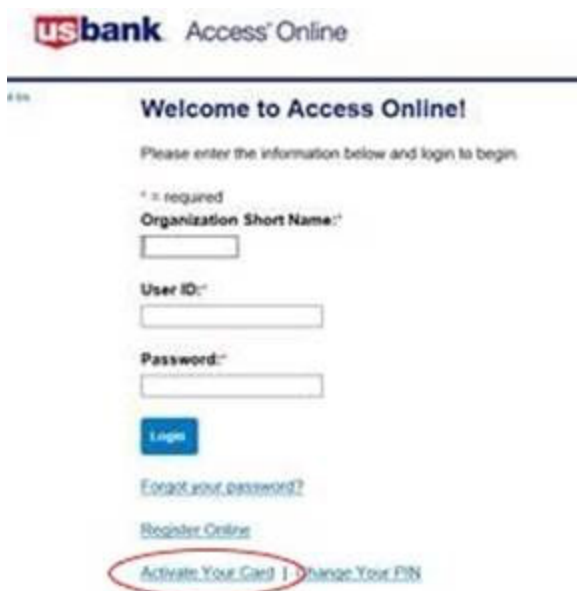 usbank Access Online
Welcome to Access Online!
Please enter the information below and login to begin.
* = required
Organization Short Name:*
User ID:*
Password:*
Login
Forgot your password?
Register Online
Activate Your Card | Change Your PIN